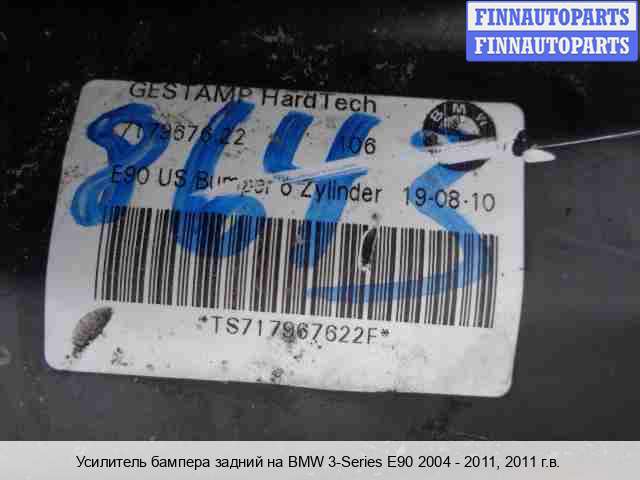 FINNAUTOPARTS
FINNAUTOPARTS
GESTAMP HardTech
BMW
7179676.22 106
8643
E90 US Bumper 6 Zylinder 19-08-10
*TS717967622F*
Усилитель бампера задний на BMW 3-Series E90 2004 - 2011, 2011 г.в.